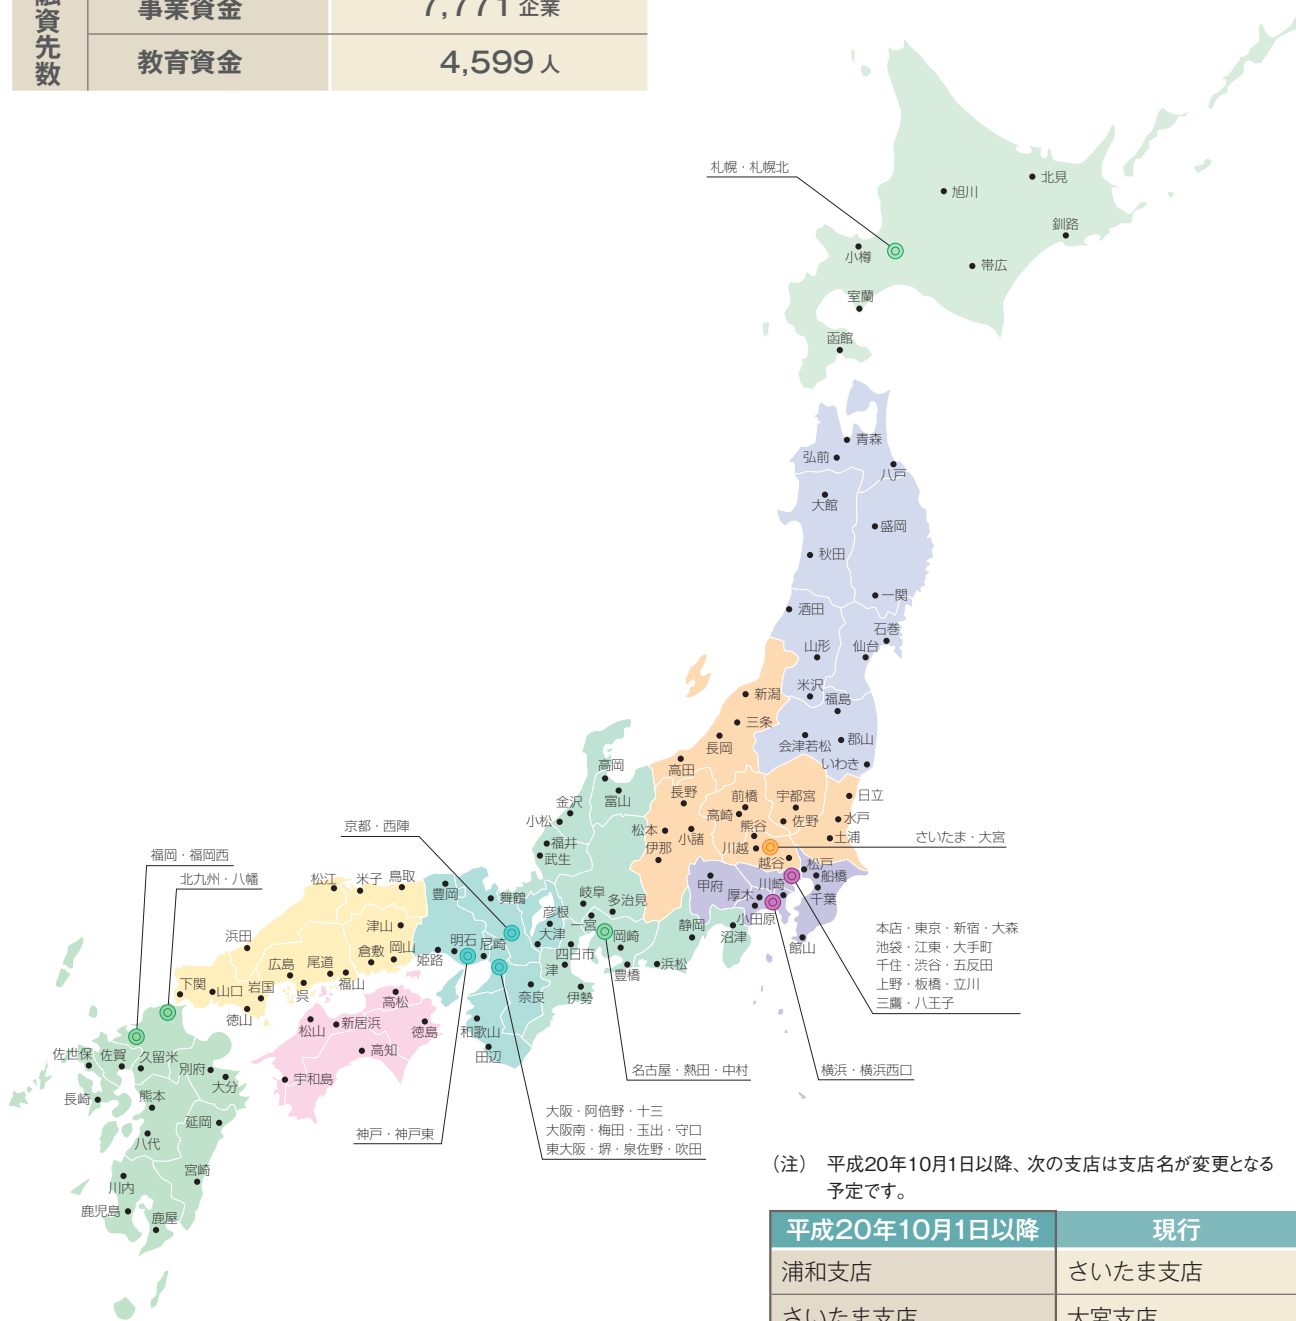 融資先数
事業資金 7,771 企業
教育資金 4,599 人
札幌・札幌北
旭川
北見
釧路
小樽
帯広
室蘭
函館
青森
弘前
八戸
大館
盛岡
秋田
一関
酒田
石巻
山形
仙台
米沢
福島
新潟
三条
長岡
会津若松
郡山
いわき
高田
高岡
富山
金沢
小松
福井
武生
長野
前橋
宇都宮
日立
高崎
熊谷
佐野
水戸
土浦
松本
小諸
伊那
川越
越谷
さいたま・大宮
松戸
船橋
千葉
甲府
川崎
厚木
小田原
館山
京都・西陣
福岡・福岡西
北九州・八幡
松江
米子
鳥取
豊岡
舞鶴
岐阜
多治見
彦根
一宮
静岡
沼津
浜田
津山
大津
岡崎
明石
尼崎
四日市
広島
尾道
倉敷
岡山
姫路
津
豊橋
浜松
下関
山口
岩国
呉
福山
奈良
伊勢
徳山
高松
松山
新居浜
徳島
和歌山
高知
田辺
宇和島
佐世保
佐賀
久留米
別府
大分
長崎
熊本
延岡
八代
宮崎
川内
鹿児島
鹿屋
本店・東京・新宿・大森
池袋・江東・大手町
千住・渋谷・五反田
上野・板橋・立川
三鷹・八王子
名古屋・熱田・中村
横浜・横浜西口
神戸・神戸東
大阪・阿倍野・十三
大阪南・梅田・玉出・守口
東大阪・堺・泉佐野・吹田
（注） 平成20年10月1日以降、次の支店は支店名が変更となる
予定です。
平成20年10月1日以降 現行
浦和支店 さいたま支店
さいたま支店 大宮支店